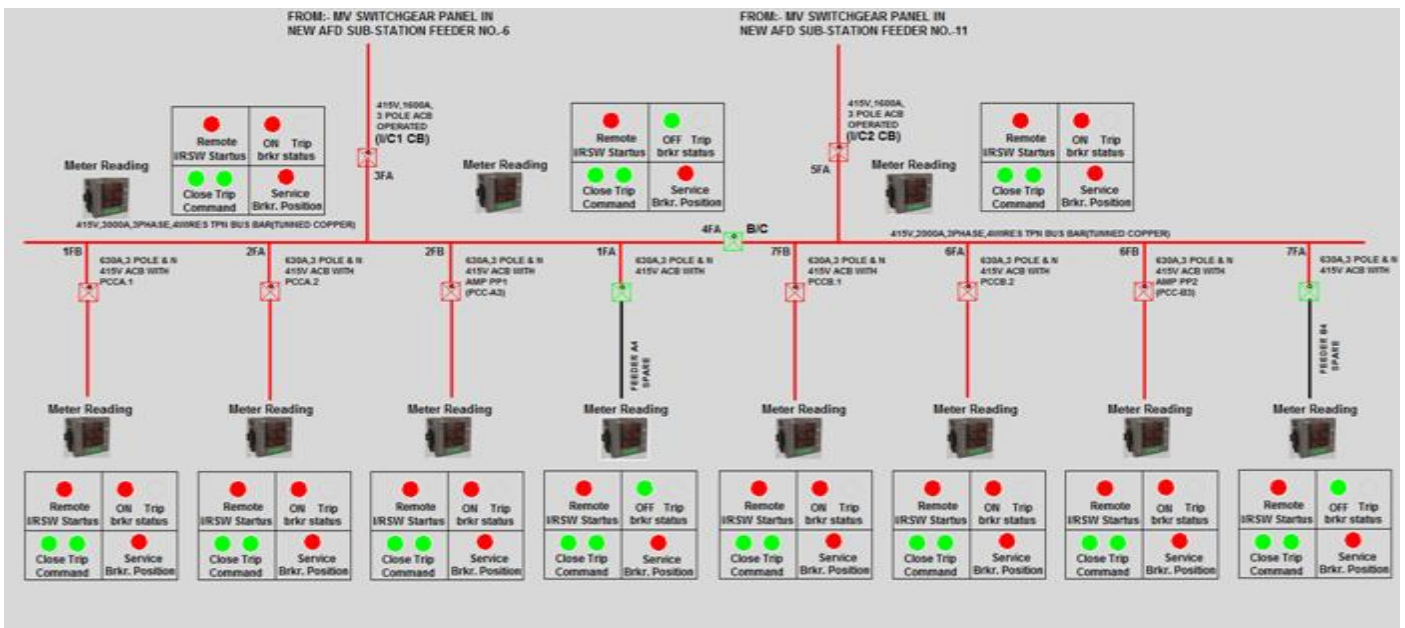 FROM:- MV SWITCHGEAR PANEL IN
NEW AFD SUB-STATION FEEDER NO.-6
FROM:- MV SWITCHGEAR PANEL IN
NEW AFD SUB-STATION FEEDER NO.-11
415V,1600A,
3 POLE ACB
OPERATED
(I/C1 CB)
3FA
415V,1600A,
3 POLE ACB
OPERATED
(I/C2 CB)
5FA
Meter Reading
Remote
I/RSW Startus
ON Trip
brkr status
Close Trip
Command
Service
Brkr. Position
Meter Reading
Remote
I/RSW Startus
OFF Trip
brkr status
Close Trip
Command
Service
Brkr. Position
Meter Reading
Remote
I/RSW Startus
ON Trip
brkr status
Close Trip
Command
Service
Brkr. Position
415V,3000A,3PHASE,4WIRES TPN BUS BAR(TUNNED COPPER)
4FA
B/C
415V,3000A,3PHASE,4WIRES TPN BUS BAR(TUNNED COPPER)
1FB
630A,3 POLE & N
415V ACB WITH
PCCA.1
2FA
630A,3 POLE & N
415V ACB WITH
PCCA.2
2FB
630A,3 POLE & N
415V ACB WITH
AMP PP1
(PCC-A3)
1FA
630A,3 POLE & N
415V ACB WITH
FEEDER A4
SPARE
7FB
630A,3 POLE & N
415V ACB WITH
PCCB.1
6FA
630A,3 POLE & N
415V ACB WITH
PCCB.2
6FB
630A,3 POLE & N
415V ACB WITH
AMP PP2
(PCC-B3)
7FA
630A,3 POLE & N
415V ACB WITH
FEEDER B4
SPARE
Meter Reading
Remote
I/RSW Startus
ON Trip
brkr status
Close Trip
Command
Service
Brkr. Position
Meter Reading
Remote
I/RSW Startus
ON Trip
brkr status
Close Trip
Command
Service
Brkr. Position
Meter Reading
Remote
I/RSW Startus
ON Trip
brkr status
Close Trip
Command
Service
Brkr. Position
Meter Reading
Remote
I/RSW Startus
OFF Trip
brkr status
Close Trip
Command
Service
Brkr. Position
Meter Reading
Remote
I/RSW Startus
ON Trip
brkr status
Close Trip
Command
Service
Brkr. Position
Meter Reading
Remote
I/RSW Startus
ON Trip
brkr status
Close Trip
Command
Service
Brkr. Position
Meter Reading
Remote
I/RSW Startus
ON Trip
brkr status
Close Trip
Command
Service
Brkr. Position
Meter Reading
Remote
I/RSW Startus
OFF Trip
brkr status
Close Trip
Command
Service
Brkr. Position